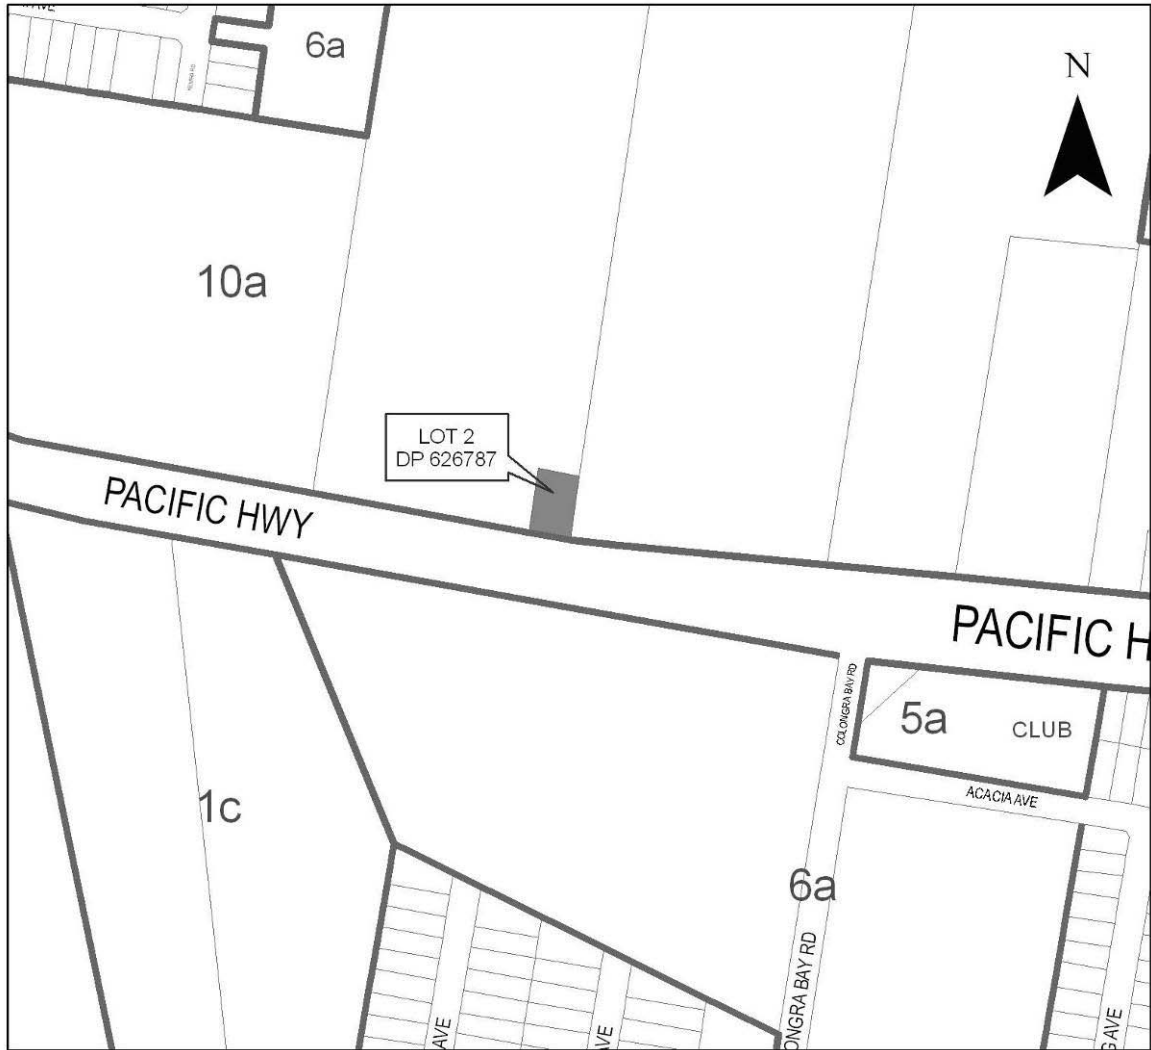 6a
N
10a
LOT 2
DP 626787
PACIFIC HWY
PACIFIC H
COLONGRA BAY RD
5a
CLUB
ACACIA AVE
1c
6a
ONGRA BAY RD
AVE
AVE
G AVE